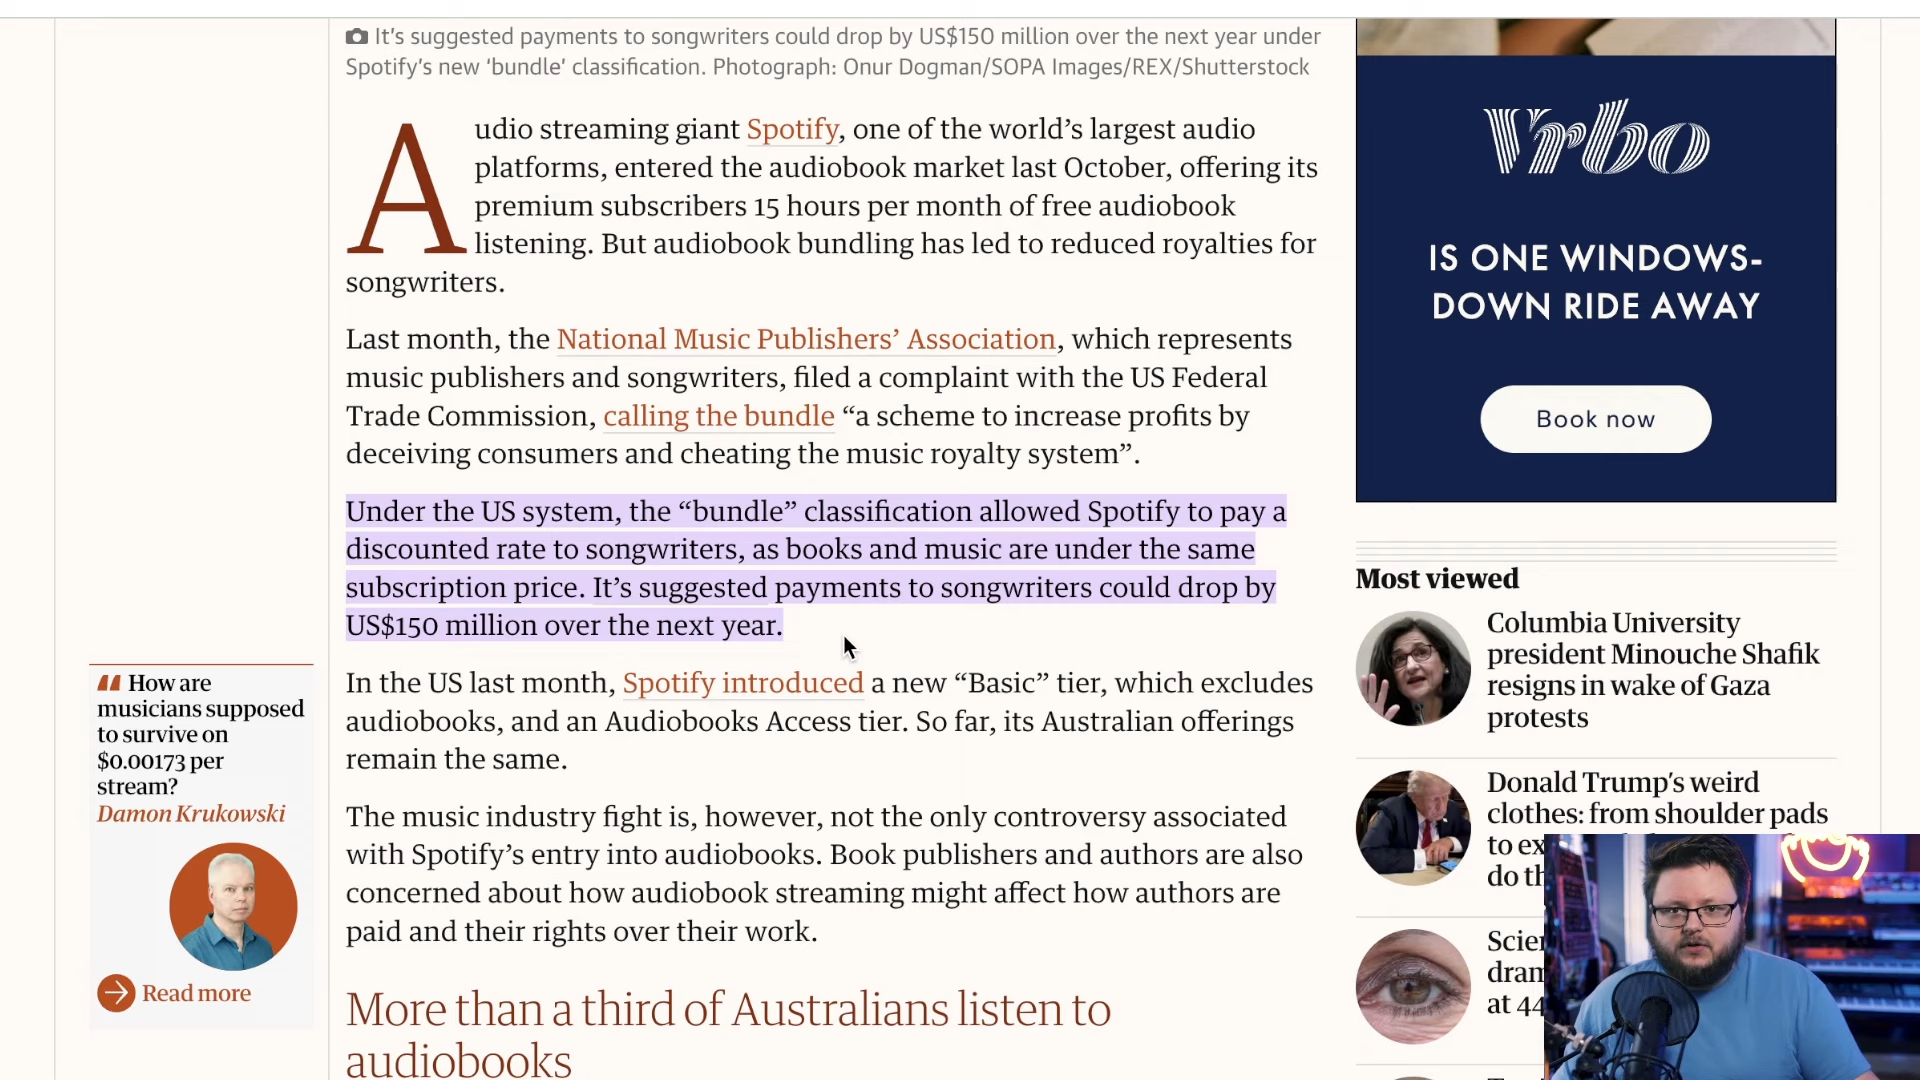 It's suggested payments to songwriters could drop by US$150 million over the next year under
Spotify's new 'bundle' classification. Photograph: Onur Dogman/SOPA Images/REX/Shutterstock
Audio streaming giant Spotify, one of the world's largest audio
platforms, entered the audiobook market last October, offering its
premium subscribers 15 hours per month of free audiobook
listening. But audiobook bundling has led to reduced royalties for
songwriters.
Last month, the National Music Publishers' Association, which represents
music publishers and songwriters, filed a complaint with the US Federal
Trade Commission, calling the bundle “a scheme to increase profits by
deceiving consumers and cheating the music royalty system”.
Under the US system, the “bundle” classification allowed Spotify to pay a
discounted rate to songwriters, as books and music are under the same
subscription price. It's suggested payments to songwriters could drop by
US$150 million over the next year.
In the US last month, Spotify introduced a new “Basic” tier, which excludes
audiobooks, and an Audiobooks Access tier. So far, its Australian offerings
remain the same.
The music industry fight is, however, not the only controversy associated
with Spotify's entry into audiobooks. Book publishers and authors are also
concerned about how audiobook streaming might affect how authors are
paid and their rights over their work.
More than a third of Australians listen to
audiobooks
How are
musicians supposed
to survive on
$0.00173 per
stream?
Damon Krukowski
Read more
Vrbo
IS ONE WINDOWS-
DOWN RIDE AWAY
Book now
Most viewed
Columbia University
president Minouche Shafik
resigns in wake of Gaza
protests
Donald Trump's weird
clothes: from shoulder pads
to ex
do th
Scien
dram
at 44